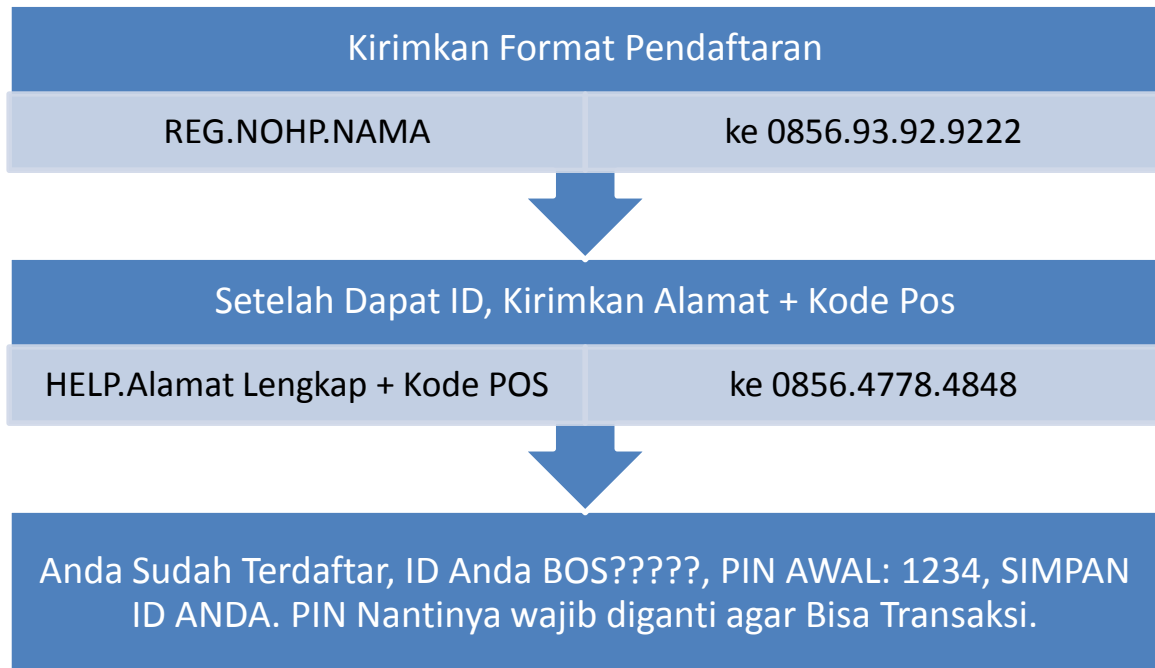 Kirimkan Format Pendaftaran
REG.NOHP.NAMA
ke 0856.93.92.9222
Setelah Dapat ID, Kirimkan Alamat + Kode Pos
HELP.Alamat Lengkap + Kode POS
ke 0856.4778.4848
Anda Sudah Terdaftar, ID Anda BOS?????, PIN AWAL: 1234, SIMPAN
ID ANDA. PIN Nantinya wajib diganti agar Bisa Transaksi.